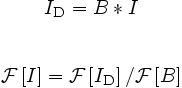 I_D = B * I
ℱ [I] = ℱ [I_D] / ℱ [B]